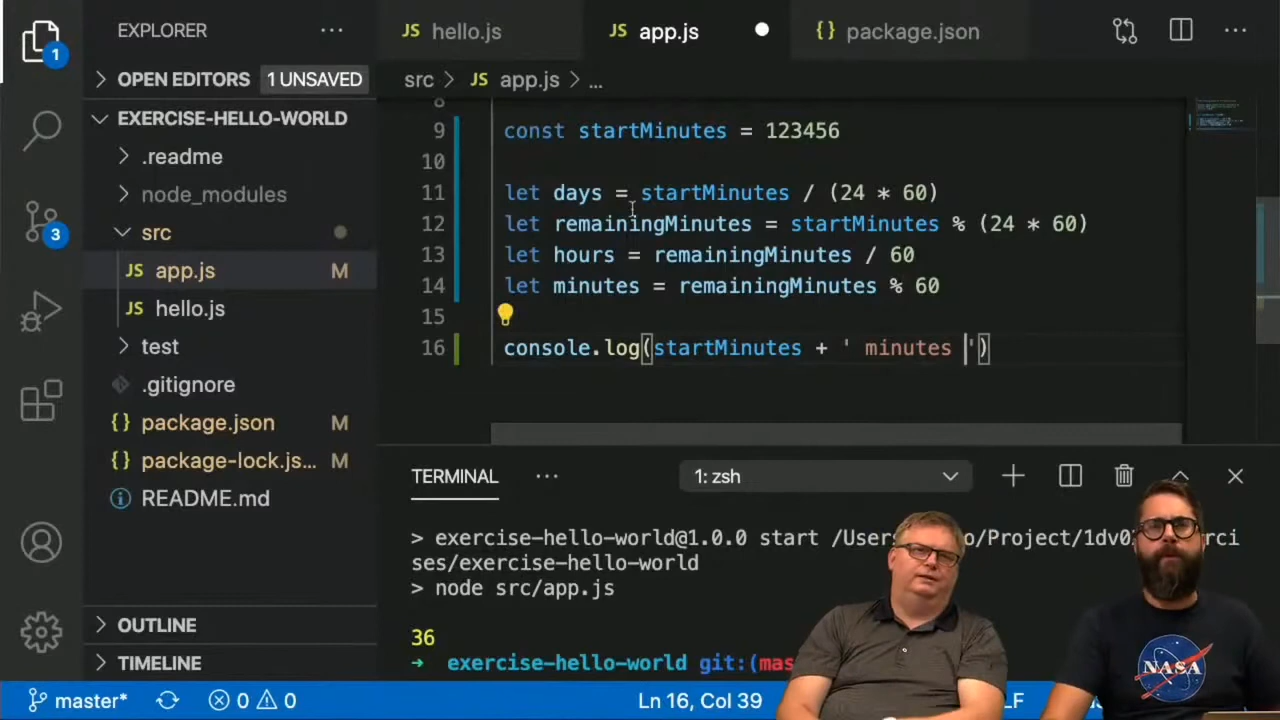 EXPLORER
hello.js
JS app.js
{} package.json
1
OPEN EDITORS 1 UNSAVED
src > JS app.js > ...
EXERCISE-HELLO-WORLD
9 const startMinutes = 123456
.readme
10
node_modules
11 let days = startMinutes / (24 * 60)
3
src
12 let remainingMinutes = startMinutes % (24 * 60)
JS app.js M
13 let hours = remainingMinutes / 60
JS hello.js
14 let minutes = remainingMinutes % 60
15
test
16 console.log(startMinutes + ' minutes ')
.gitignore
{} package.json M
{} package-lock.js... M
README.md
TERMINAL ... 1: zsh
> exercise-hello-world@1.0.0 start
ses/exercise-hello-world
> node src/app.js
36
→ exercise-hello-world git:(
NASA
OUTLINE
TIMELINE
master* 0 0 Ln 16, Col 39 LF